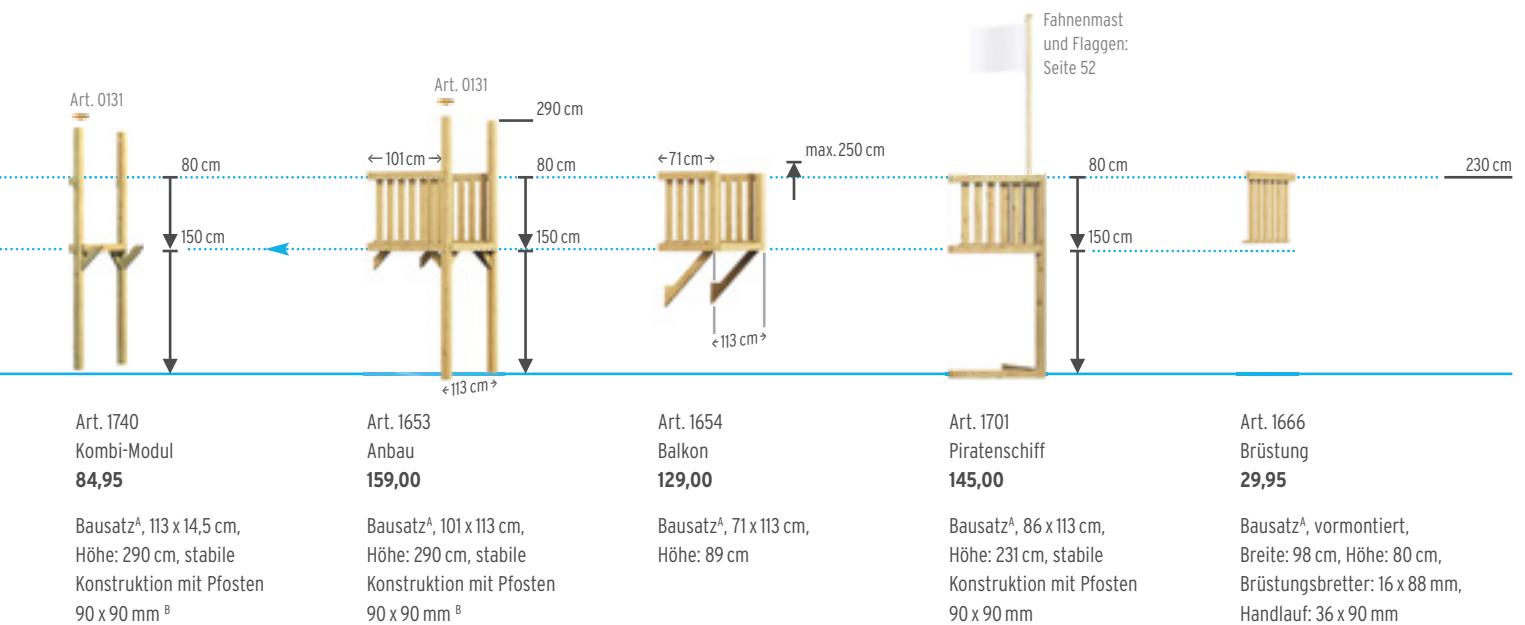 Fahnenmast
und Flaggen:
Seite 52
Art. 0131
Art. 0131
290 cm
max. 250 cm
80 cm
101 cm
80 cm
71 cm
80 cm
230 cm
150 cm
150 cm
150 cm
113 cm
113 cm
Art. 1740
Kombi-Modul
84,95
Bausatzᴬ, 113 x 14,5 cm,
Höhe: 290 cm, stabile
Konstruktion mit Pfosten
90 x 90 mm ᴮ
Art. 1653
Anbau
159,00
Bausatzᴬ, 101 x 113 cm,
Höhe: 290 cm, stabile
Konstruktion mit Pfosten
90 x 90 mm ᴮ
Art. 1654
Balkon
129,00
Bausatzᴬ, 71 x 113 cm,
Höhe: 89 cm
Art. 1701
Piratenschiff
145,00
Bausatzᴬ, 86 x 113 cm,
Höhe: 231 cm, stabile
Konstruktion mit Pfosten
90 x 90 mm
Art. 1666
Brüstung
29,95
Bausatzᴬ, vormontiert,
Breite: 98 cm, Höhe: 80 cm,
Brüstungsbretter: 16 x 88 mm,
Handlauf: 36 x 90 mm